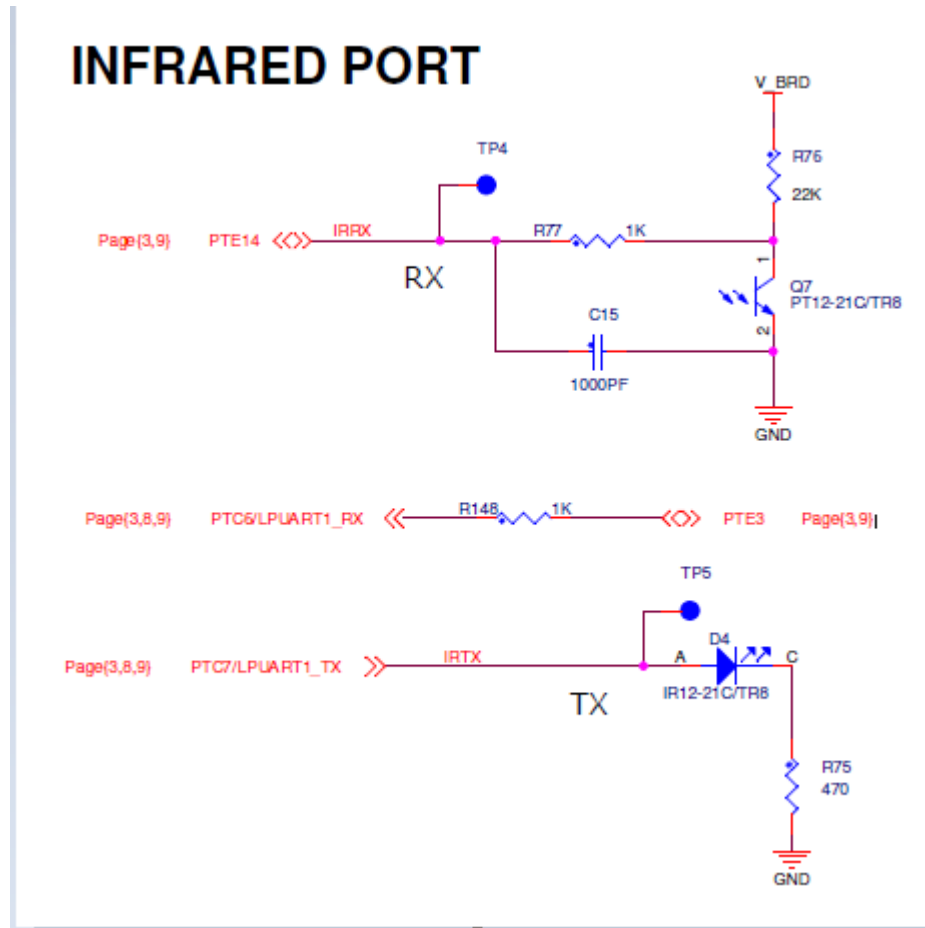 INFRARED PORT
V_BRD
TP4
R76
22K
Page{3,9} PTE14 IRRX R77 1K
RX
1
Q7
PT12-21C/TR8
2
C15
1000PF
GND
Page{3,8,9} PTC6/LPUART1_RX R148 1K PTE3 Page{3,9}
TP5
Page{3,8,9} PTC7/LPUART1_TX IRTX A D4 C
TX IR12-21C/TR8
R75
470
GND